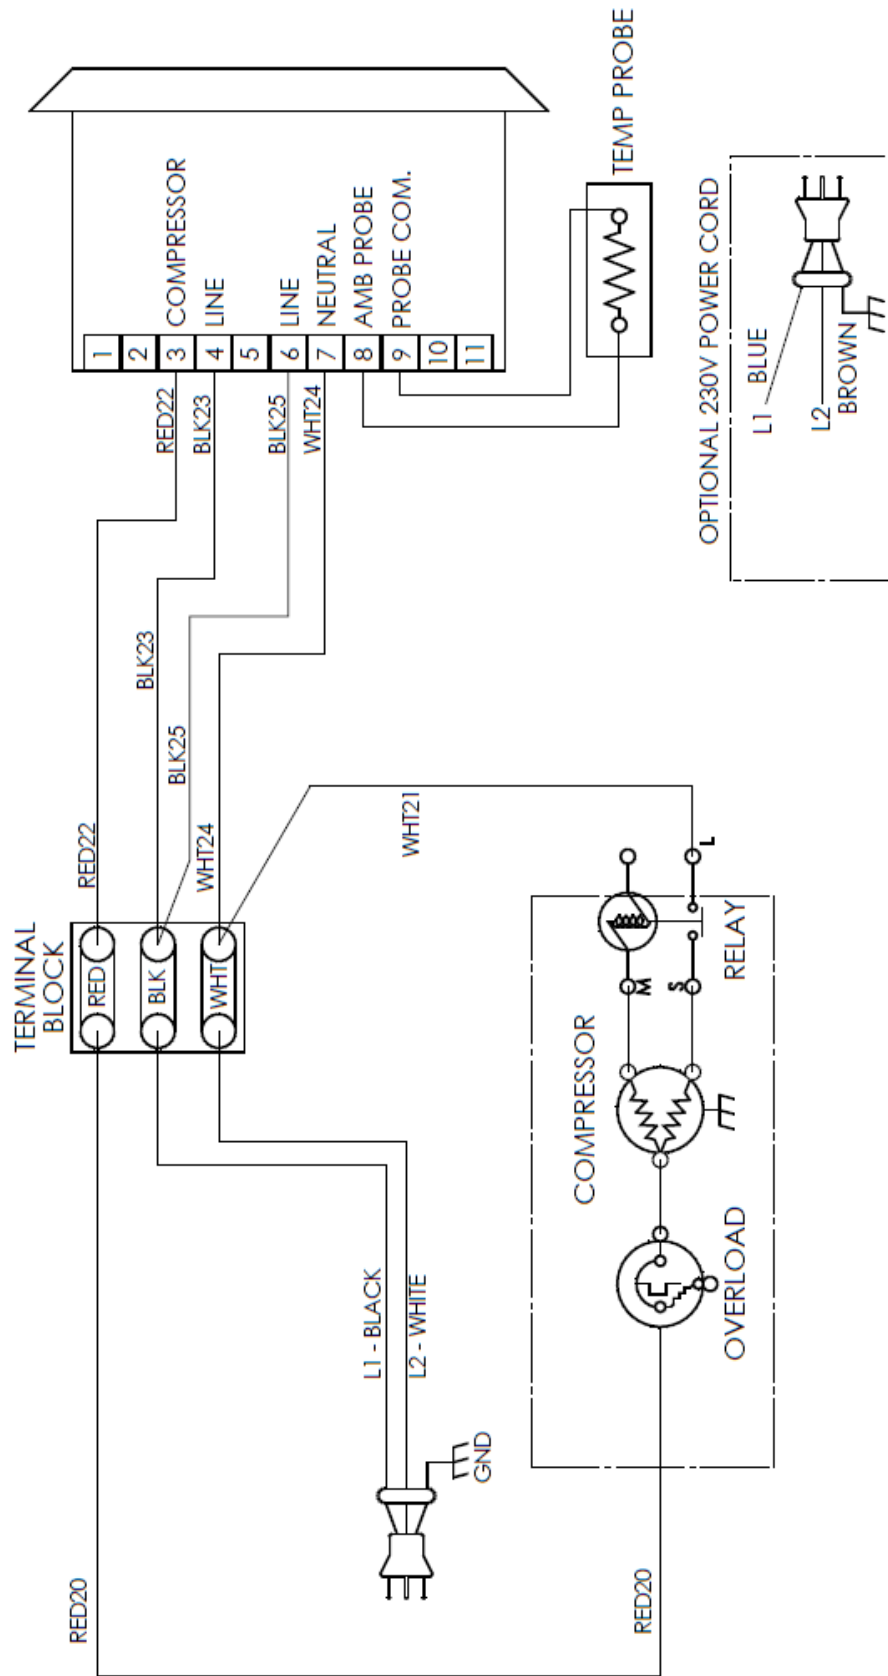 TERMINAL
BLOCK
RED
BLK
WHT
RED22
BLK23
BLK25
WHT24
RED22
BLK23
BLK25
WHT24
1
2
3 COMPRESSOR
4 LINE
5
6 LINE
7 NEUTRAL
8 AMB PROBE
9 PROBE COM.
10
11
TEMP PROBE
RED20
L1 - BLACK
L2 - WHITE
GND
WHT21
RED20
OVERLOAD
COMPRESSOR
M
S
L
RELAY
OPTIONAL 230V POWER CORD
L1 BLUE
L2
BROWN